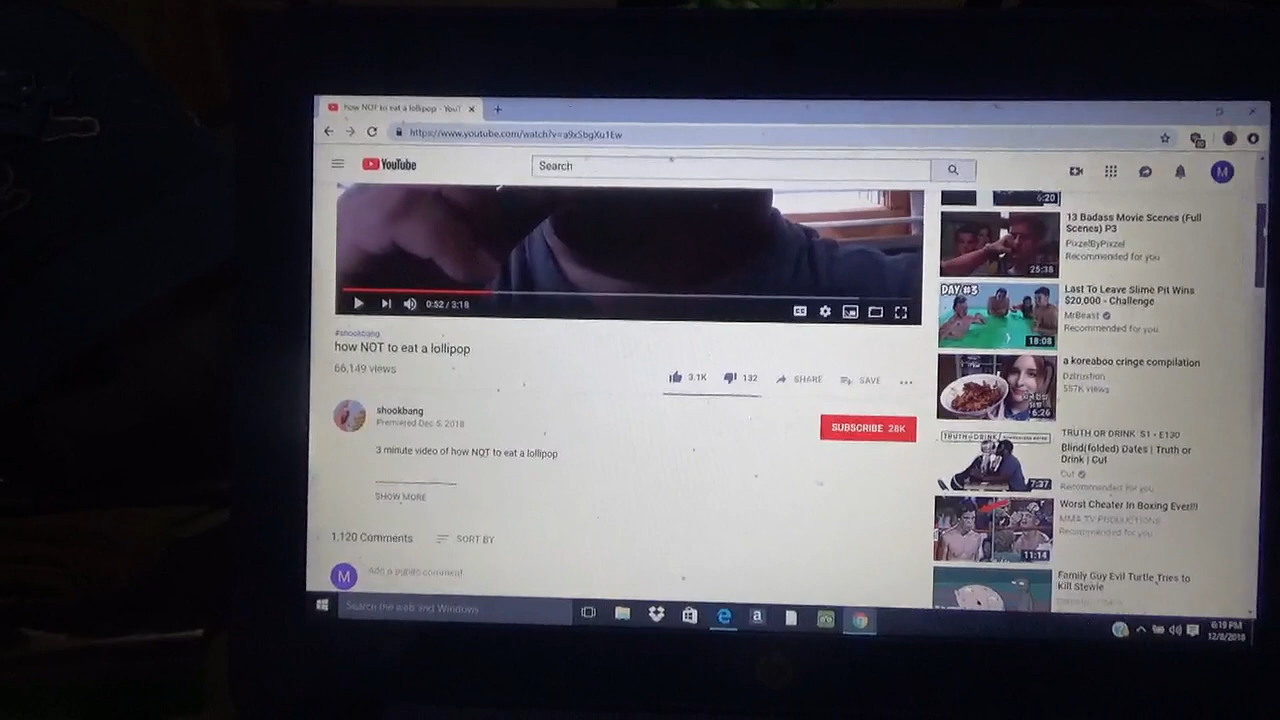 how NOT to eat a lollipop - YouT
https://www.youtube.com/watch?v=a9xSbgXu1Ew
YouTube
Search
M
0:52 / 3:18
#shookbang
how NOT to eat a lollipop
66,149 views
3.1K
132
SHARE
SAVE
shookbang
Premiered Dec 5, 2018
SUBSCRIBE 28K
3 minute video of how NOT to eat a lollipop
SHOW MORE
1,120 Comments
SORT BY
M
Add a public comment
6:20
13 Badass Movie Scenes (Full
Scenes) P3
PixzelByPixzel
Recommended for you
25:38
DAY #3
Last To Leave Slime Pit Wins
$20,000 - Challenge
MrBeast
Recommended for you
18:08
a koreaboo cringe compilation
557K views
6:26
TRUTH OR DRINK
TRUTH OR DRINK S1 • E130
Blind(folded) Dates | Truth or
Drink | Cut
Cut
Recommended for you
7:37
Worst Cheater In Boxing Ever!!!
Recommended for you
11:14
Family Guy Evil Turtle Tries to
Kill Stewie
Search the web and Windows
6:19 PM
12/8/2018